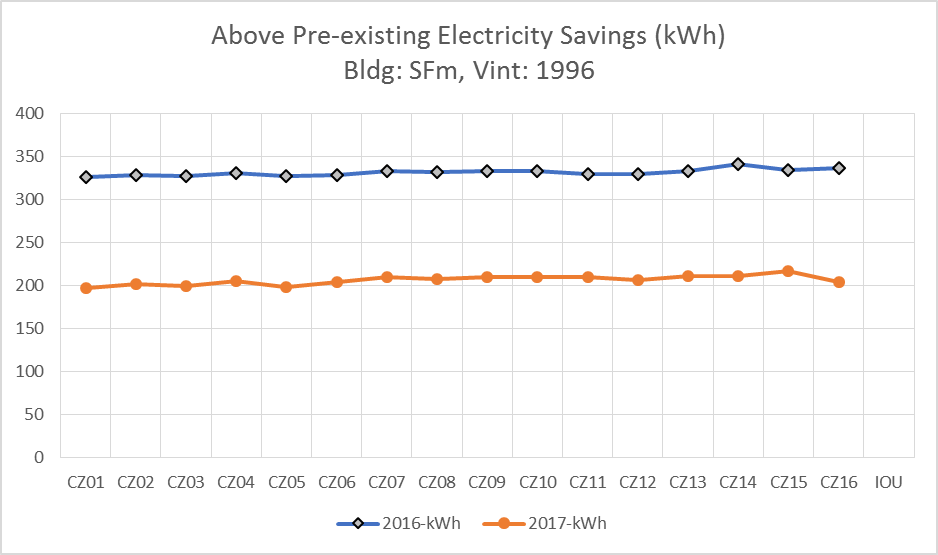 Above Pre-existing Electricity Savings (kWh)
Bldg: SFm, Vint: 1996
400
350
300
250
200
150
100
50
0
CZ01 CZ02 CZ03 CZ04 CZ05 CZ06 CZ07 CZ08 CZ09 CZ10 CZ11 CZ12 CZ13 CZ14 CZ15 CZ16 IOU
2016-kWh 2017-kWh